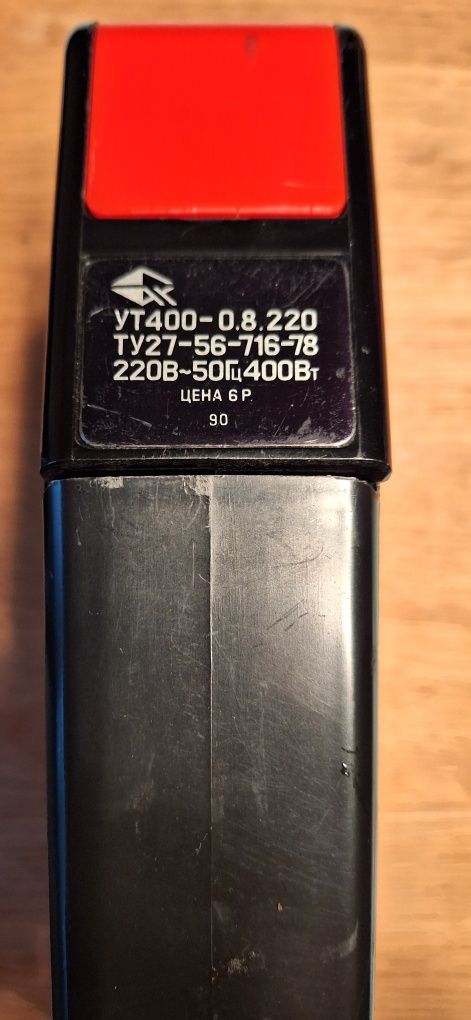 УТ400-0.8.220
ТУ27-56-716-78
220В~50Гц400Вт
ЦЕНА 6 Р.
90